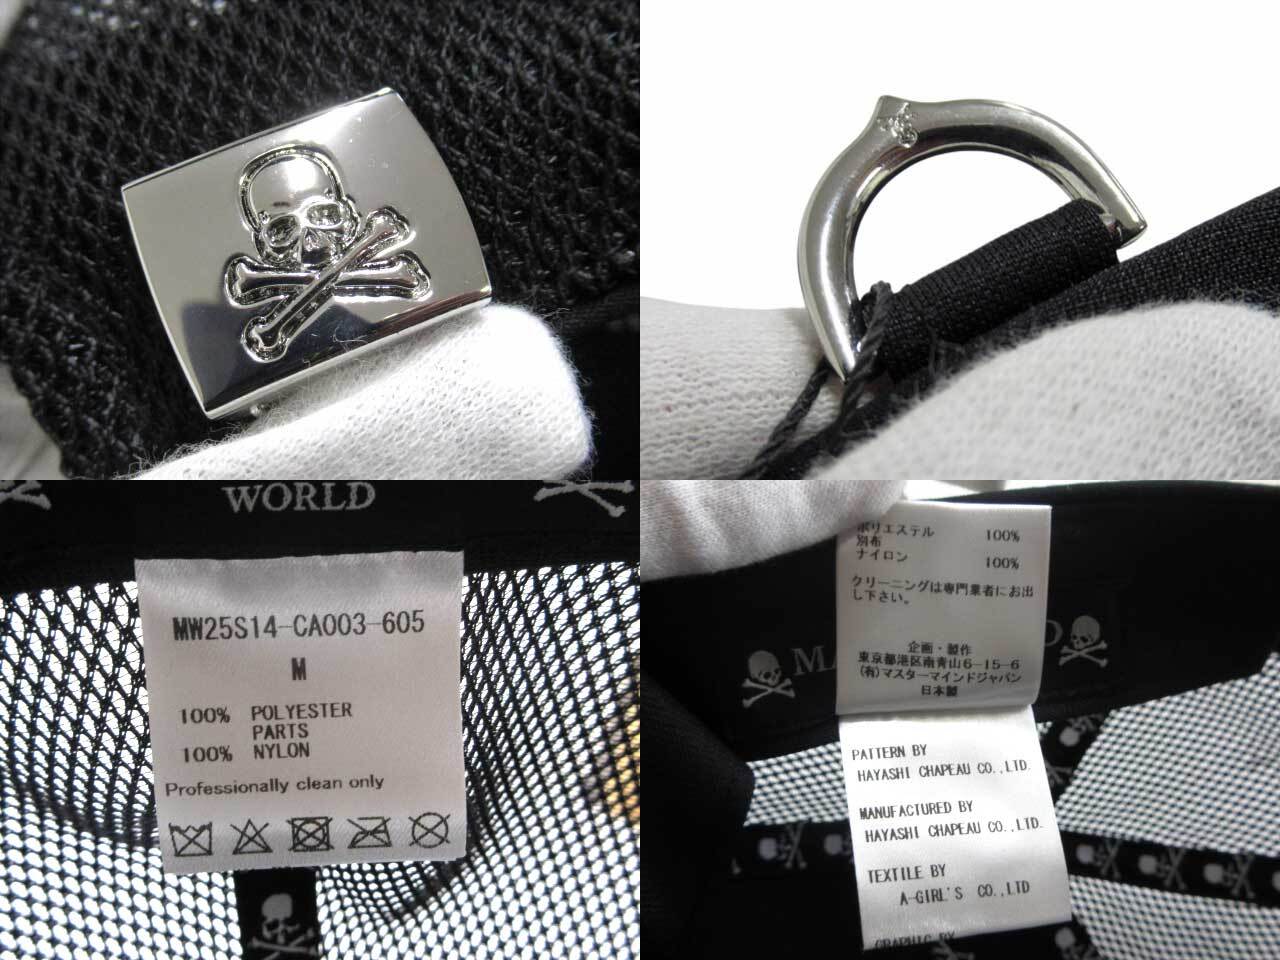 WORLD
MW25S14-CA003-605
M
100% POLYESTER
PARTS
100% NYLON
Professionally clean only
ポリエステル 100%
別布
ナイロン 100%
クリーニングは専門業者にお出
し下さい。
企画・製作
東京都港区南青山6-15-6
(有)マスターマインドジャパン
日本製
MA D
PATTERN BY
HAYASHI CHAPEAU CO.,LTD.
MANUFACTURED BY
HAYASHI CHAPEAU CO.,LTD.
TEXTILE BY
A-GIRL'S CO.,LTD
GRAPHIC BY